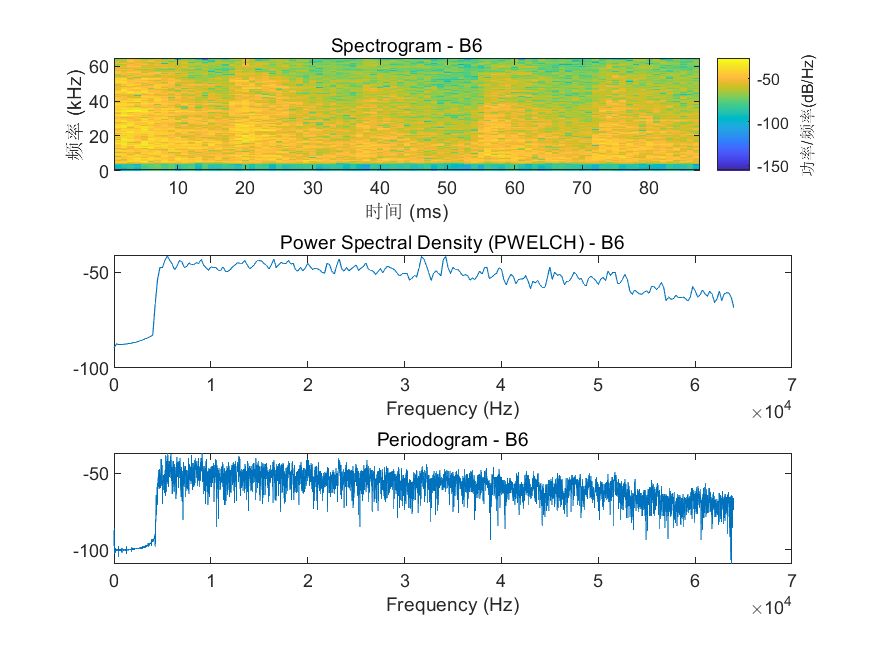 Spectrogram - B6
60
40
20
0
频率 (kHz)
10 20 30 40 50 60 70 80
时间 (ms)
-50
-100
-150
功率/频率(dB/Hz)
Power Spectral Density (PWELCH) - B6
-50
-100
0 1 2 3 4 5 6 7
Frequency (Hz)
×10^4
Periodogram - B6
-50
-100
0 1 2 3 4 5 6 7
Frequency (Hz)
×10^4